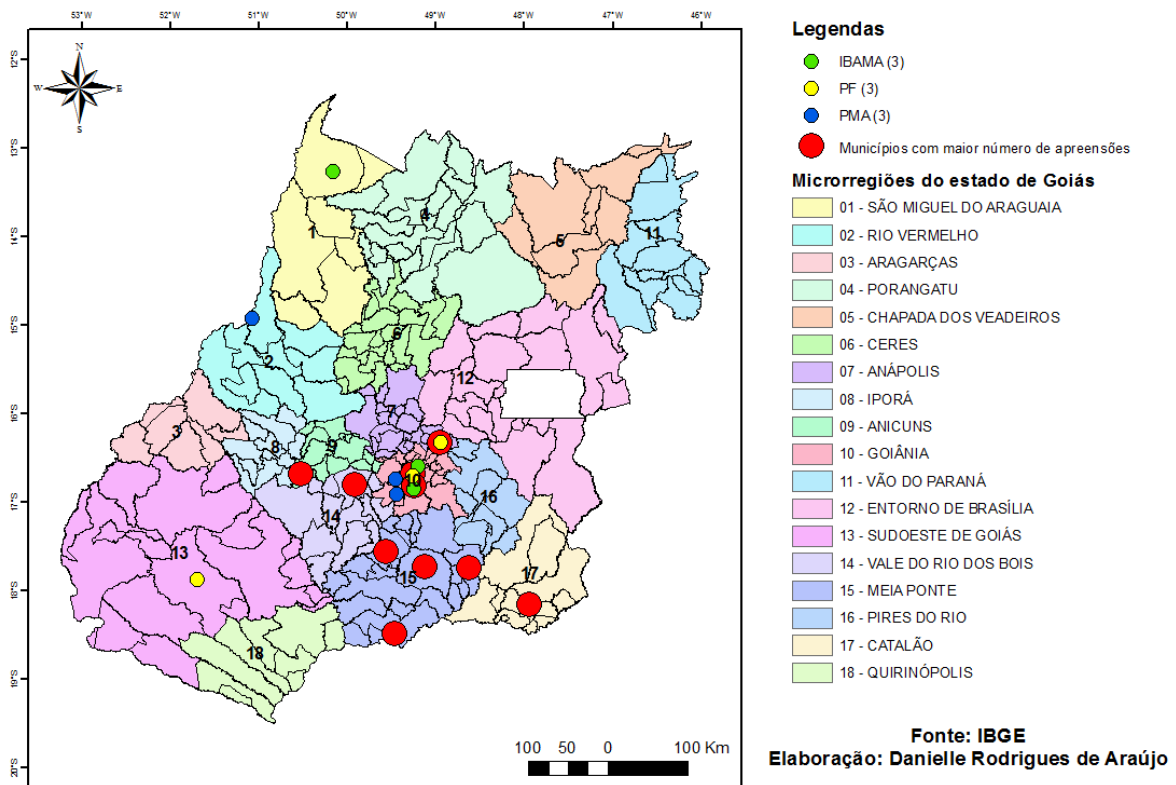 53°W 52°W 51°W 50°W 49°W 48°W 47°W 46°W
12°S
13°S
14°S
15°S
16°S
17°S
18°S
19°S
20°S
N
W E
S
1
4
5
11
2
6
12
3
7
8
9
10
16
14
13
15
17
18
100 50 0 100 Km
Legendas
IBAMA (3)
PF (3)
PMA (3)
Municípios com maior número de apreensões
Microrregiões do estado de Goiás
01 - SÃO MIGUEL DO ARAGUAIA
02 - RIO VERMELHO
03 - ARAGARÇAS
04 - PORANGATU
05 - CHAPADA DOS VEADEIROS
06 - CERES
07 - ANÁPOLIS
08 - IPORÁ
09 - ANICUNS
10 - GOIÂNIA
11 - VÃO DO PARANÁ
12 - ENTORNO DE BRASÍLIA
13 - SUDOESTE DE GOIÁS
14 - VALE DO RIO DOS BOIS
15 - MEIA PONTE
16 - PIRES DO RIO
17 - CATALÃO
18 - QUIRINÓPOLIS
Fonte: IBGE
Elaboração: Danielle Rodrigues de Araújo